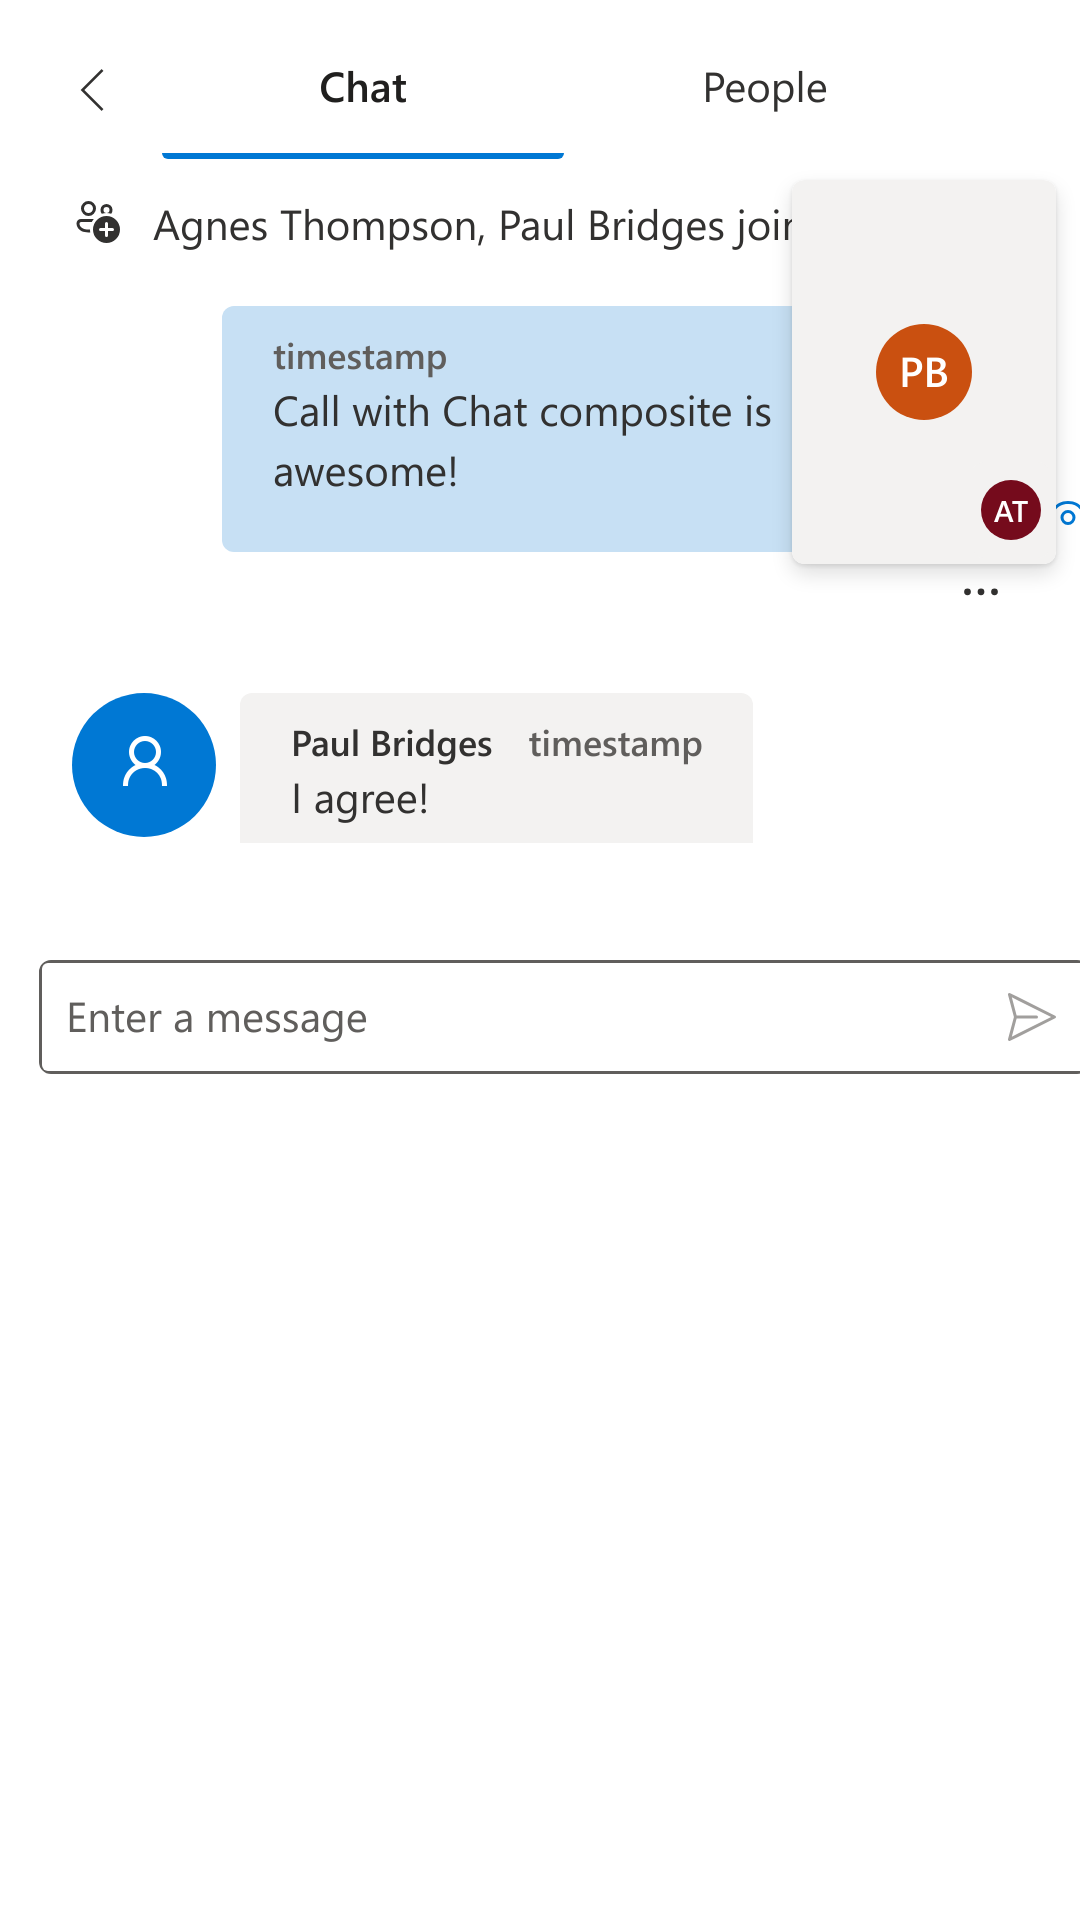 Chat People
Agnes Thompson, Paul Bridges
timestamp
Call with Chat composite is
awesome!
PB
AT
Paul Bridges timestamp
I agree!
Enter a message